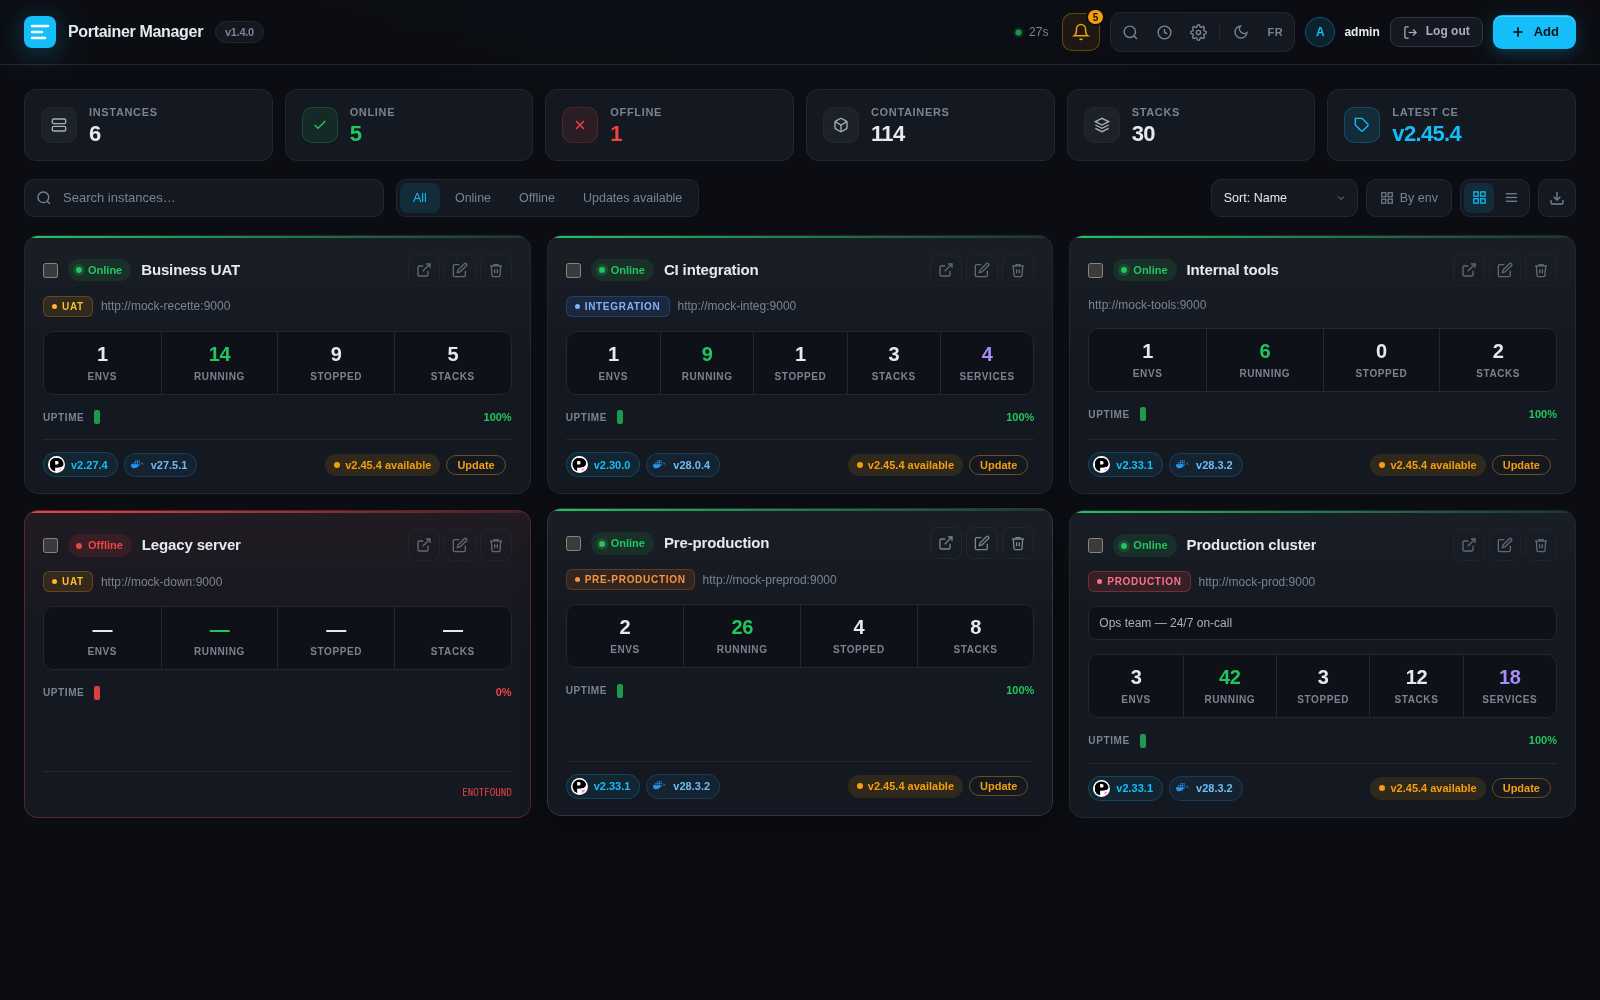 Portainer Manager v1.4.0
27s 5 FR A admin Log out Add
INSTANCES
6
ONLINE
5
OFFLINE
1
CONTAINERS
114
STACKS
30
LATEST CE
v2.45.4
Search instances…
All Online Offline Updates available
Sort: Name By env
Online Business UAT
UAT http://mock-recette:9000
1 14 9 5
ENVS RUNNING STOPPED STACKS
UPTIME 100%
v2.27.4 v27.5.1 v2.45.4 available Update
Online CI integration
INTEGRATION http://mock-integ:9000
1 9 1 3 4
ENVS RUNNING STOPPED STACKS SERVICES
UPTIME 100%
v2.30.0 v28.0.4 v2.45.4 available Update
Online Internal tools
http://mock-tools:9000
1 6 0 2
ENVS RUNNING STOPPED STACKS
UPTIME 100%
v2.33.1 v28.3.2 v2.45.4 available Update
Offline Legacy server
UAT http://mock-down:9000
— — — —
ENVS RUNNING STOPPED STACKS
UPTIME 0%
ENOTFOUND
Online Pre-production
PRE-PRODUCTION http://mock-preprod:9000
2 26 4 8
ENVS RUNNING STOPPED STACKS
UPTIME 100%
v2.33.1 v28.3.2 v2.45.4 available Update
Online Production cluster
PRODUCTION http://mock-prod:9000
Ops team — 24/7 on-call
3 42 3 12 18
ENVS RUNNING STOPPED STACKS SERVICES
UPTIME 100%
v2.33.1 v28.3.2 v2.45.4 available Update